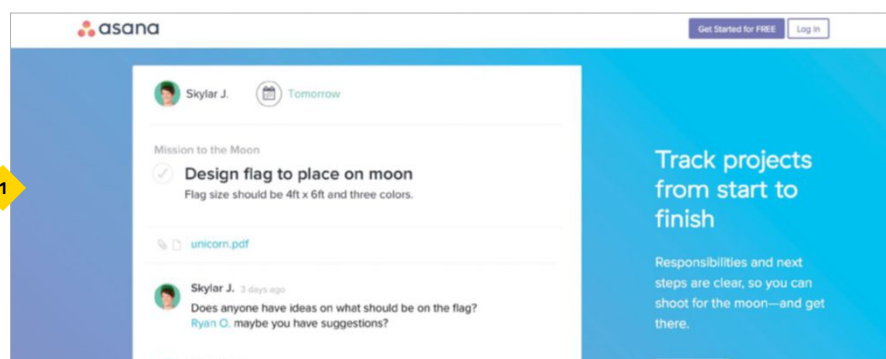 asana
Get Started for FREE
Log In
Skylar J.
Tomorrow
Mission to the Moon
Design flag to place on moon
Flag size should be 4ft x 6ft and three colors.
unicorn.pdf
Skylar J. 3 days ago
Does anyone have ideas on what should be on the flag?
Ryan O. maybe you have suggestions?
Track projects
from start to
finish
Responsibilities and next
steps are clear, so you can
shoot for the moon—and get
there.
1